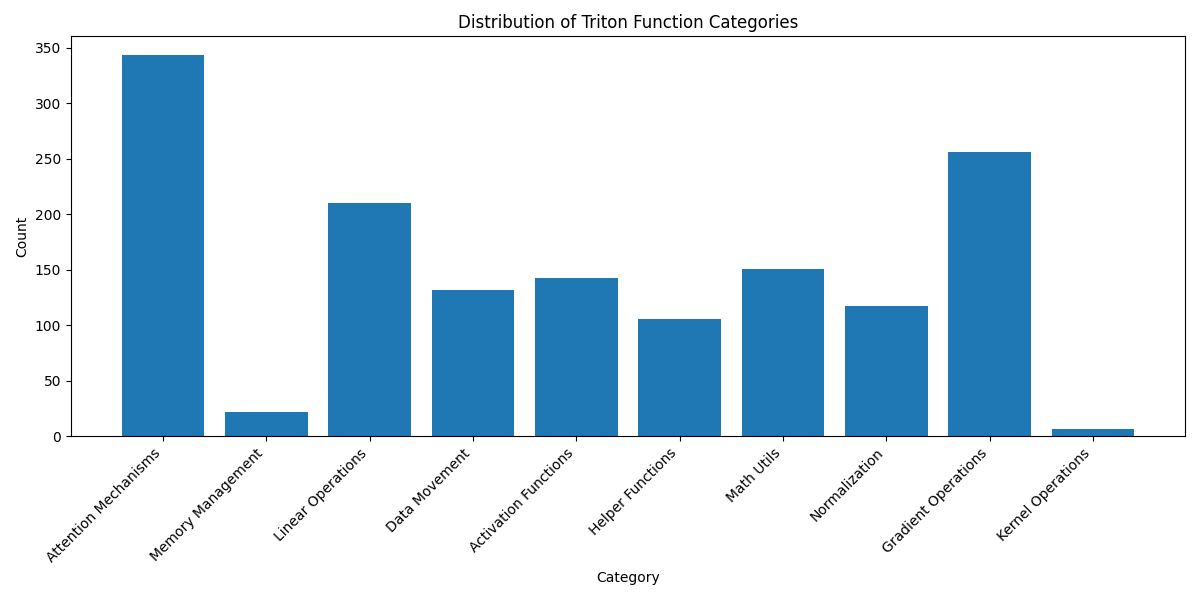 Distribution of Triton Function Categories
Count
350
300
250
200
150
100
50
0
Attention Mechanisms
Memory Management
Linear Operations
Data Movement
Activation Functions
Helper Functions
Math Utils
Normalization
Gradient Operations
Kernel Operations
Category